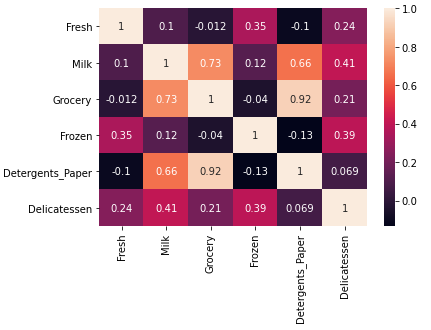 Fresh 1 0.1 -0.012 0.35 -0.1 0.24
Milk 0.1 1 0.73 0.12 0.66 0.41
Grocery -0.012 0.73 1 -0.04 0.92 0.21
Frozen 0.35 0.12 -0.04 1 -0.13 0.39
Detergents_Paper -0.1 0.66 0.92 -0.13 1 0.069
Delicatessen 0.24 0.41 0.21 0.39 0.069 1
Fresh
Milk
Grocery
Frozen
Detergents_Paper
Delicatessen
1.0
0.8
0.6
0.4
0.2
0.0